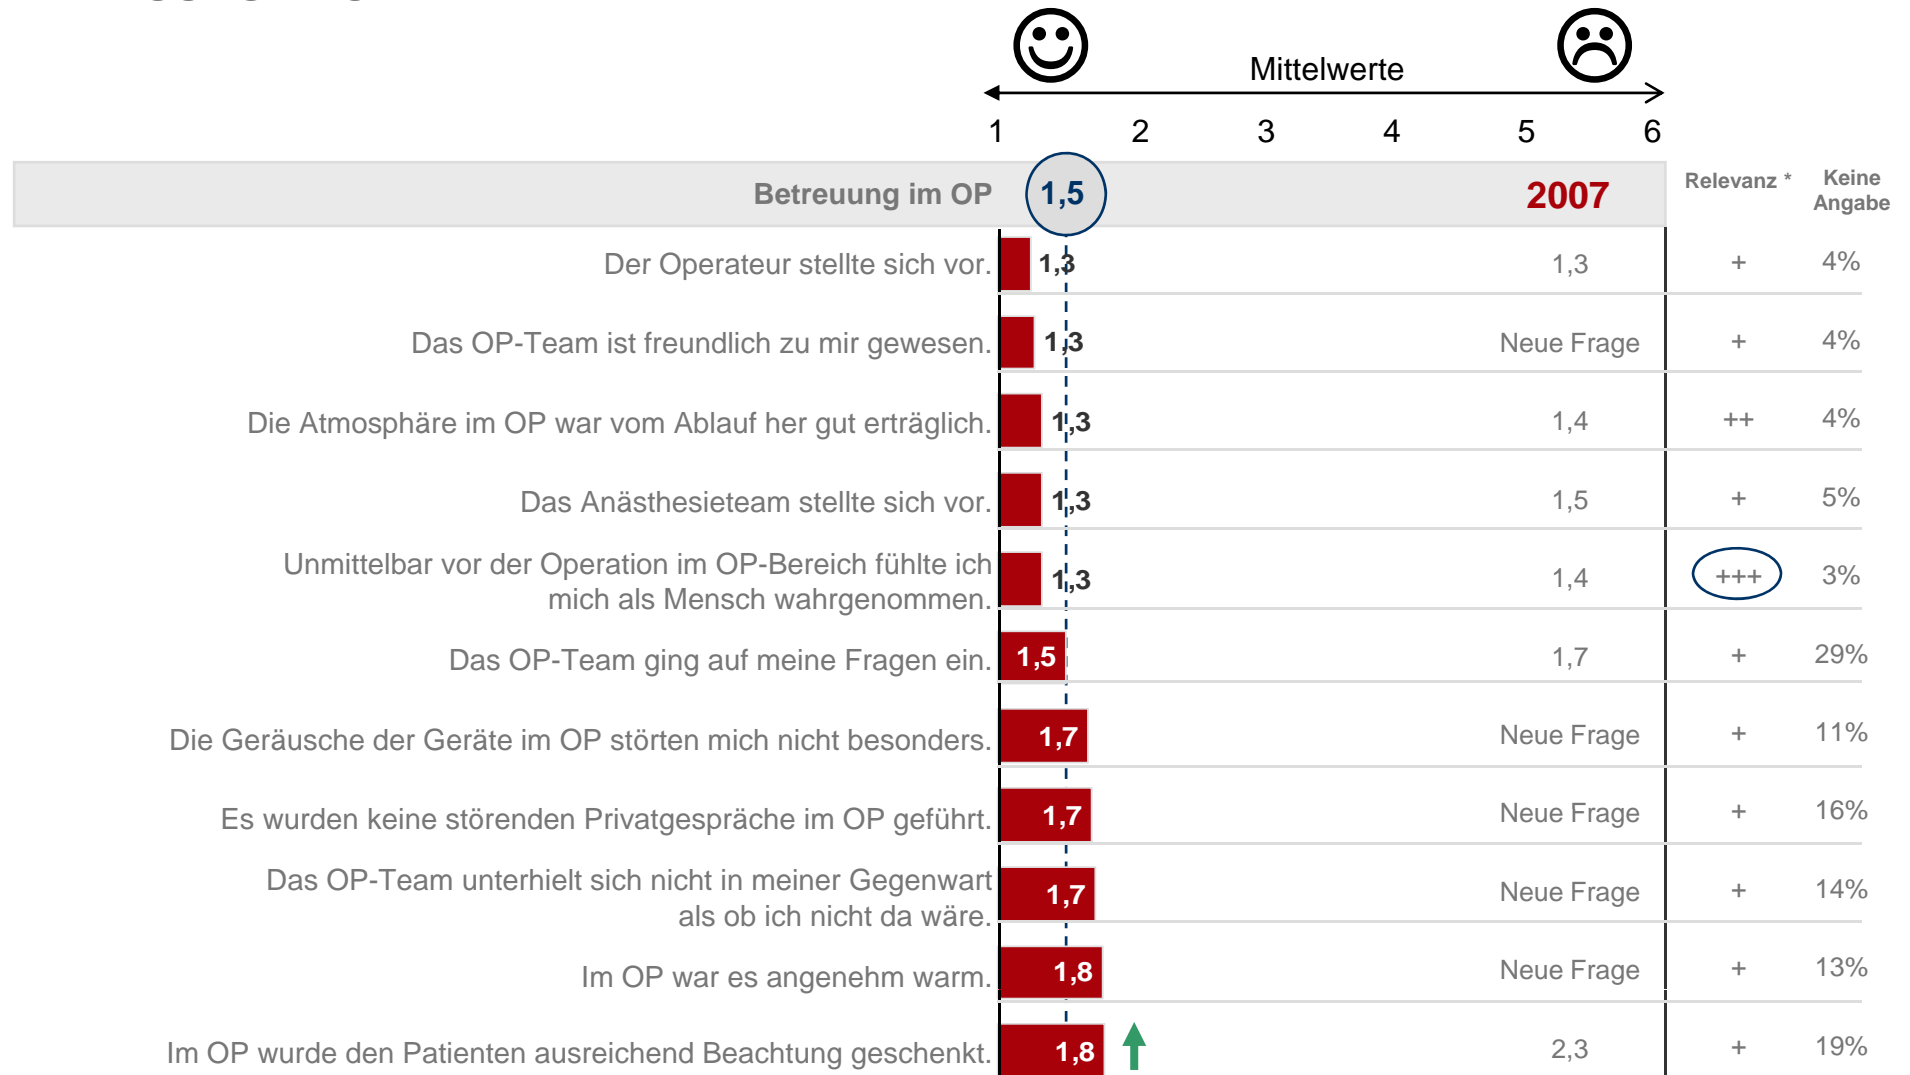 Mittelwerte
1 2 3 4 5 6
Betreuung im OP 1,5 2007 Relevanz * Keine
Angabe
Der Operateur stellte sich vor. 1,3 1,3 + 4%
Das OP-Team ist freundlich zu mir gewesen. 1,3 Neue Frage + 4%
Die Atmosphäre im OP war vom Ablauf her gut erträglich. 1,3 1,4 ++ 4%
Das Anästhesieteam stellte sich vor. 1,3 1,5 + 5%
Unmittelbar vor der Operation im OP-Bereich fühlte ich
mich als Mensch wahrgenommen. 1,3 1,4 +++ 3%
Das OP-Team ging auf meine Fragen ein. 1,5 1,7 + 29%
Die Geräusche der Geräte im OP störten mich nicht besonders. 1,7 Neue Frage + 11%
Es wurden keine störenden Privatgespräche im OP geführt. 1,7 Neue Frage + 16%
Das OP-Team unterhielt sich nicht in meiner Gegenwart
als ob ich nicht da wäre. 1,7 Neue Frage + 14%
Im OP war es angenehm warm. 1,8 Neue Frage + 13%
Im OP wurde den Patienten ausreichend Beachtung geschenkt. 1,8 2,3 + 19%